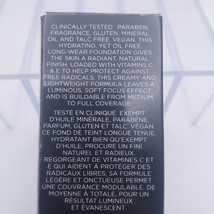 CLINICALLY TESTED. PARABEN,
FRAGRANCE, GLUTEN, MINERAL
OIL AND TALC FREE. VEGAN. THIS
HYDRATING, YET OIL FREE
LONG-WEAR FOUNDATION GIVES
THE SKIN A RADIANT, NATURAL
FINISH. LOADED WITH VITAMINS C
& E TO HELP PROTECT AGAINST
FREE RADICALS, THIS CREAMY AND
LIGHTWEIGHT FORMULA LEAVES A
LUMINOUS, SOFT FOCUS EFFECT
AND IS BUILDABLE FROM MEDIUM
TO FULL COVERAGE.
TESTÉ EN CLINIQUE. EXEMPT
D'HUILE MINÉRALE, PARABÈNE,
PARFUM, GLUTEN ET TALC. VÉGAN.
CE FOND DE TEINT LONGUE TENUE,
HYDRATANT BIEN QU'EXEMPT
D'HUILE, PROCURE UN FINI
NATUREL ET RADIEUX.
REGORGEANT DE VITAMINES C ET
E QUI AIDENT À PROTÉGER DES
RADICAUX LIBRES, SA FORMULE
LÉGÈRE ET ONCTUEUSE PERMET
UNE COUVRANCE MODULABLE, DE
MOYENNE À TOTALE, POUR UN
RÉSULTAT LUMINEUX
ET ÉVANESCENT.